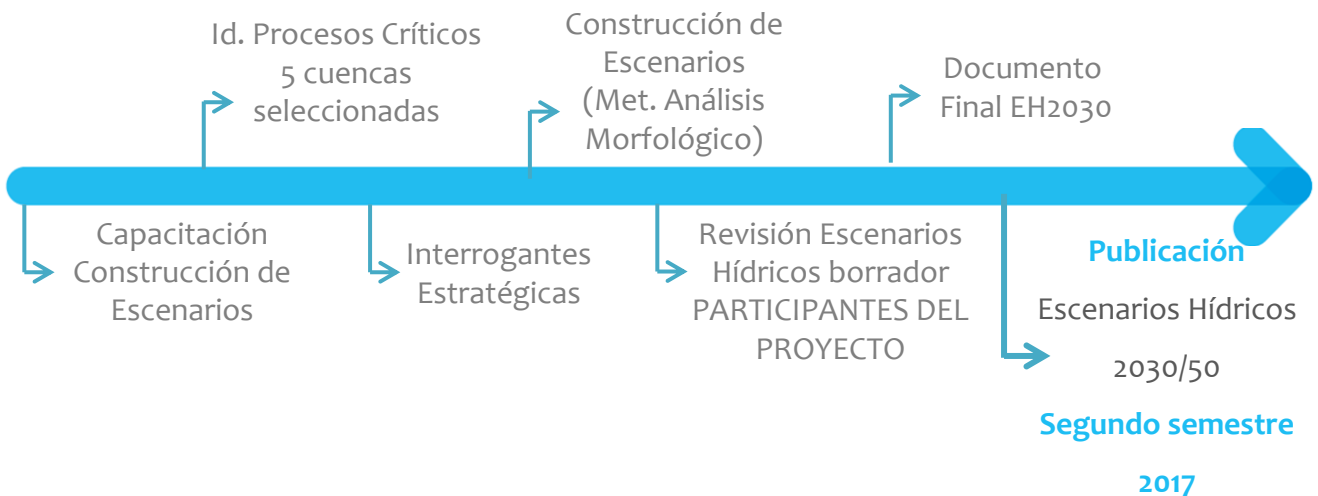 Id. Procesos Críticos
5 cuencas
seleccionadas
Construcción de
Escenarios
(Met. Análisis
Morfológico)
Documento
Final EH2030
Capacitación
Construcción de
Escenarios
Interrogantes
Estratégicas
Revisión Escenarios
Hídricos borrador
PARTICIPANTES DEL
PROYECTO
Publicación
Escenarios Hídricos
2030/50
Segundo semestre
2017